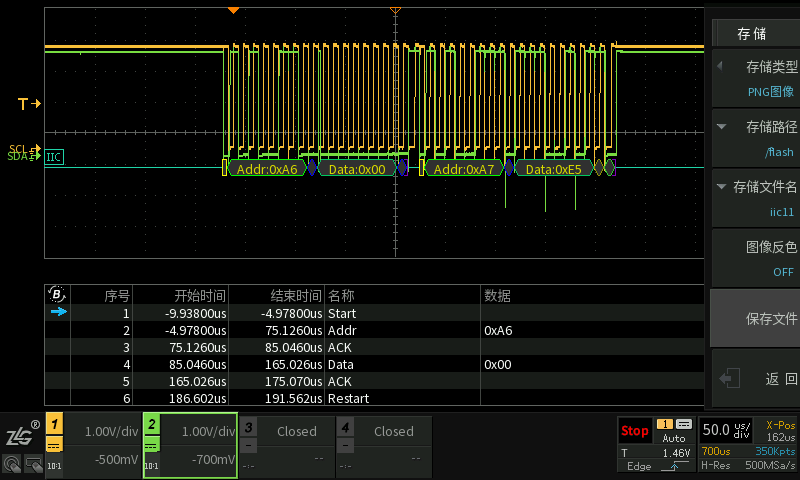 存储
存储类型
PNG图像
存储路径
/flash
存储文件名
iic11
图像反色
OFF
保存文件
返回
T
SCL
SDA
IIC
Addr:0xA6
Data:0x00
Addr:0xA7
Data:0xE5
B 序号 开始时间 结束时间 名称 数据
1 -9.93800us -4.97800us Start
2 -4.97800us 75.1260us Addr 0xA6
3 75.1260us 85.0460us ACK
4 85.0460us 165.026us Data 0x00
5 165.026us 175.070us ACK
6 186.602us 191.562us Restart
ZLG®
1 1.00V/div
10:1 -500mV
2 1.00V/div
10:1 -700mV
3 Closed
-:- --
4 Closed
-:- --
Stop 1
Auto
T 1.46V
Edge
50.0 us/div
X-Pos
162us
700us 350Kpts
H-Res 500MSa/s